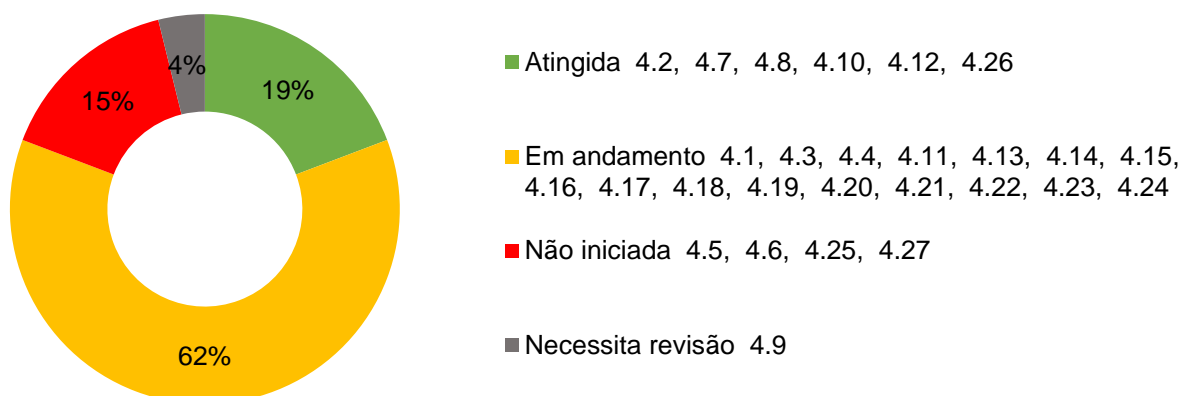 4%
19%
15%
62%
Atingida 4.2, 4.7, 4.8, 4.10, 4.12, 4.26
Em andamento 4.1, 4.3, 4.4, 4.11, 4.13, 4.14, 4.15,
4.16, 4.17, 4.18, 4.19, 4.20, 4.21, 4.22, 4.23, 4.24
Não iniciada 4.5, 4.6, 4.25, 4.27
Necessita revisão 4.9